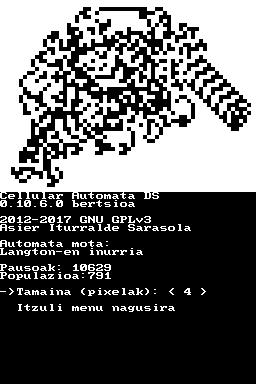 Cellular Automata DS
0.10.6.0 bertsioa
2012-2017 GNU GPLv3
Asier Iturralde Sarasola
Automata mota:
Langton-en inurria
Pausoak: 10629
Populazioa:791
->Tamaina (pixelak): < 4 >
Itzuli menu nagusira